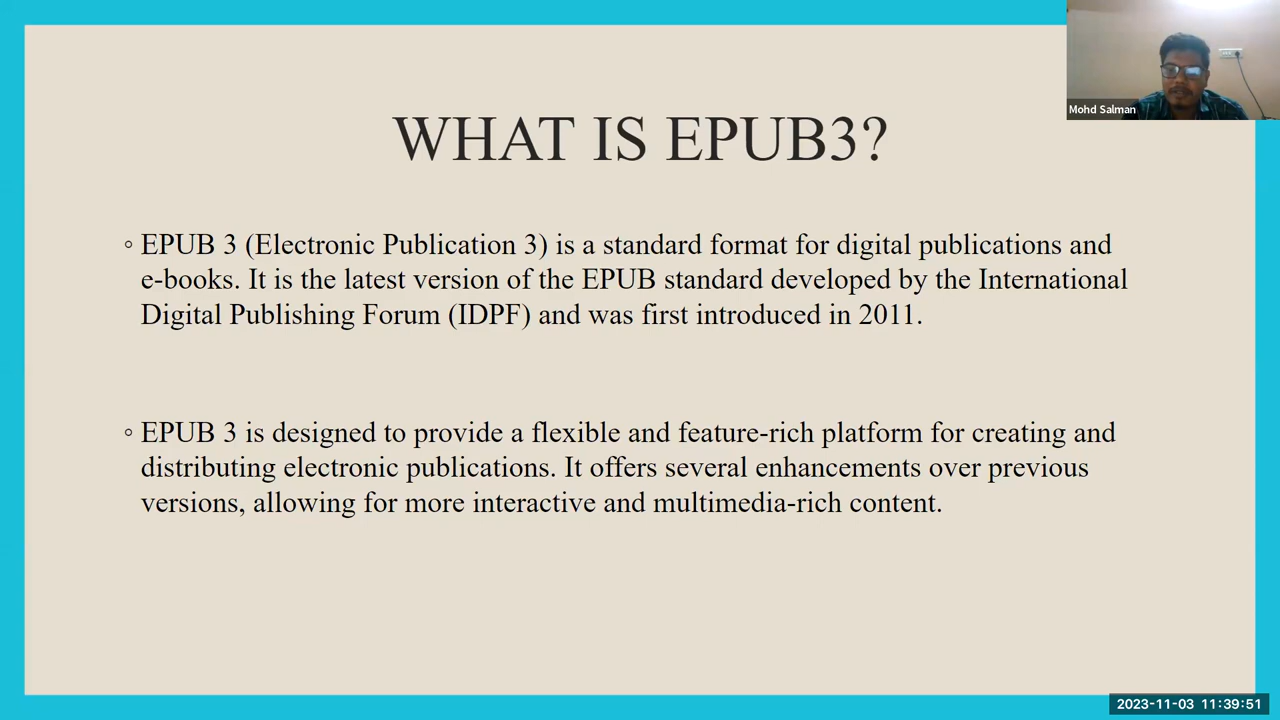 Mohd Salman
WHAT IS EPUB3?
◦ EPUB 3 (Electronic Publication 3) is a standard format for digital publications and
e-books. It is the latest version of the EPUB standard developed by the International
Digital Publishing Forum (IDPF) and was first introduced in 2011.
◦ EPUB 3 is designed to provide a flexible and feature-rich platform for creating and
distributing electronic publications. It offers several enhancements over previous
versions, allowing for more interactive and multimedia-rich content.
2023-11-03 11:39:51